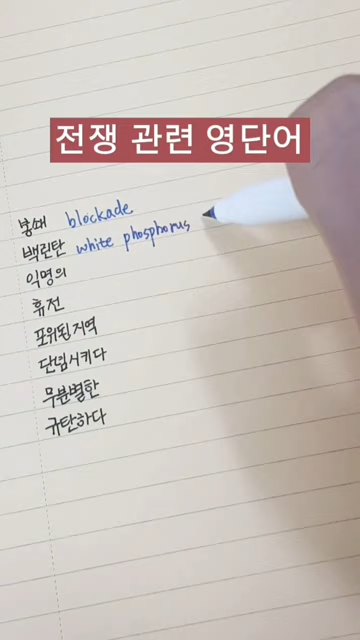 전쟁 관련 영단어
봉쇄 blockade
백린탄 white phosphorus
익명의
휴전
포위된 지역
단념시키다
무분별한
규탄하다